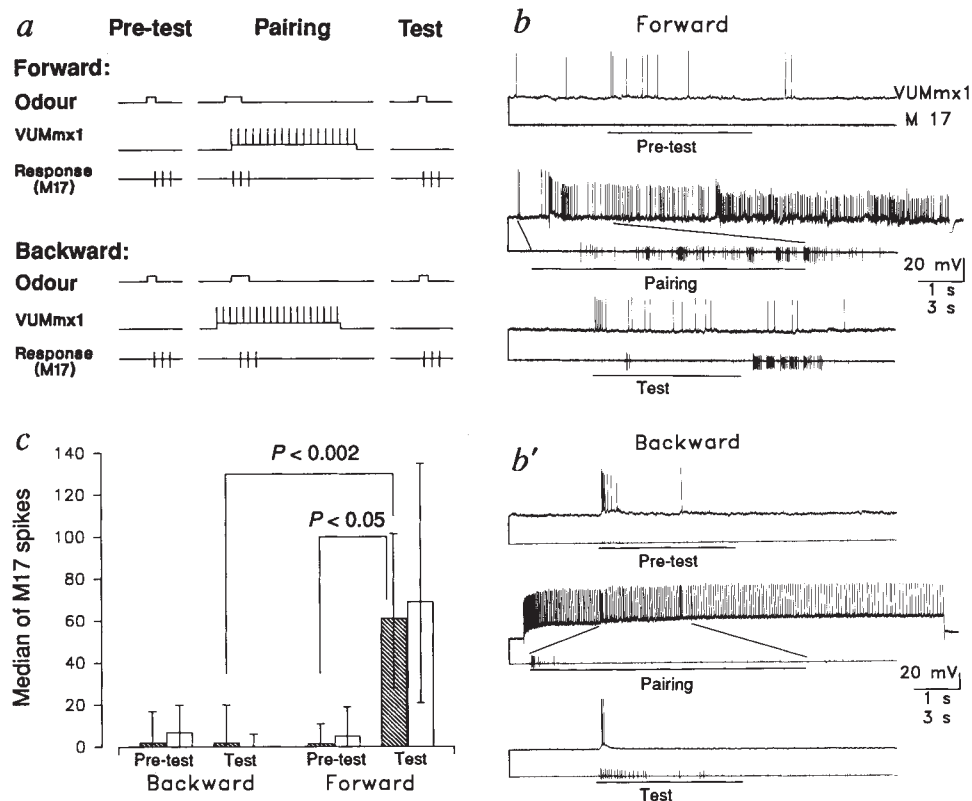 a Pre-test Pairing Test
Forward:
Odour
VUMmx1
Response
(M17)
Backward:
Odour
VUMmx1
Response
(M17)
b Forward
VUMmx1
M 17
Pre-test
Pairing
20 mV
1 s
3 s
Test
c
Median of M17 spikes
140
120
100
80
60
40
20
0
P < 0.002
P < 0.05
Pre-test Test Pre-test Test
Backward Forward
b' Backward
Pre-test
Pairing
20 mV
1 s
3 s
Test